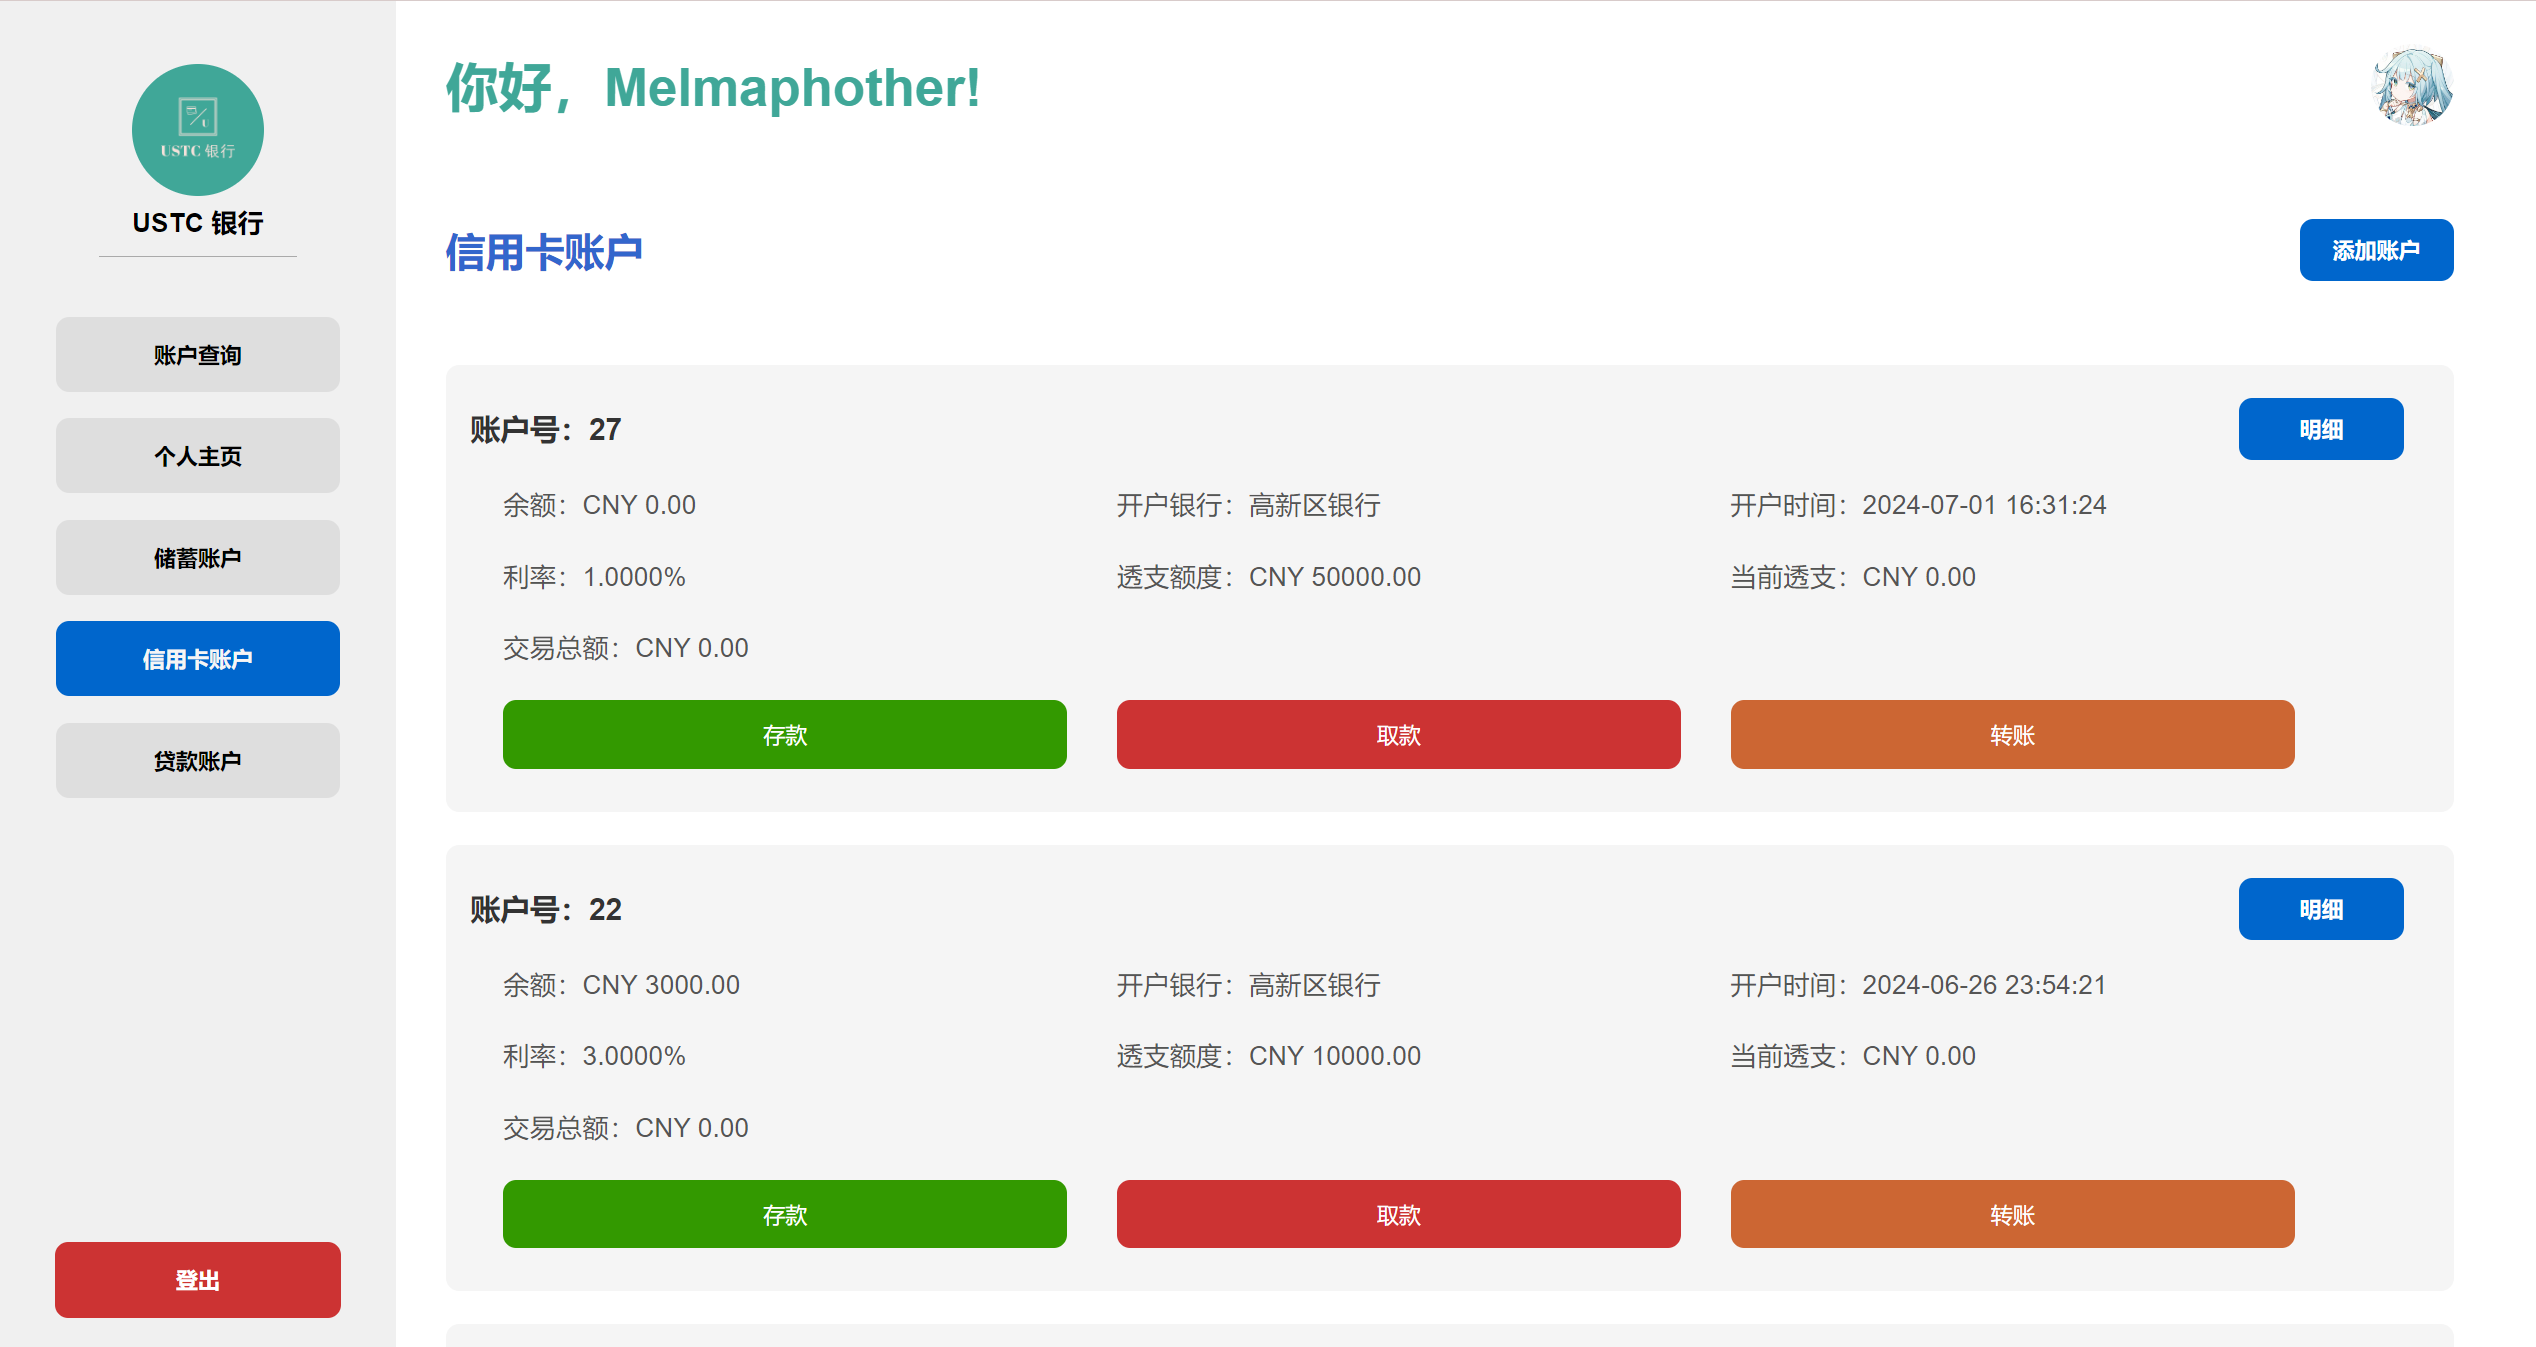 USTC 银行
USTC 银行
账户查询
个人主页
储蓄账户
信用卡账户
贷款账户
登出
你好，Melmaphother!
信用卡账户
添加账户
账户号：27
明细
余额：CNY 0.00
开户银行：高新区银行
开户时间：2024-07-01 16:31:24
利率：1.0000%
透支额度：CNY 50000.00
当前透支：CNY 0.00
交易总额：CNY 0.00
存款
取款
转账
账户号：22
明细
余额：CNY 3000.00
开户银行：高新区银行
开户时间：2024-06-26 23:54:21
利率：3.0000%
透支额度：CNY 10000.00
当前透支：CNY 0.00
交易总额：CNY 0.00
存款
取款
转账